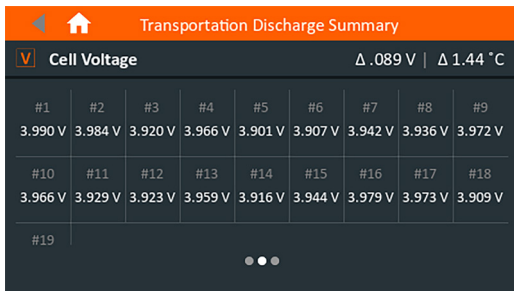 Transportation Discharge Summary
V Cell Voltage Δ .089 V | Δ 1.44 °C
#1 #2 #3 #4 #5 #6 #7 #8 #9
3.990 V 3.984 V 3.920 V 3.966 V 3.901 V 3.907 V 3.942 V 3.936 V 3.972 V
#10 #11 #12 #13 #14 #15 #16 #17 #18
3.966 V 3.929 V 3.923 V 3.959 V 3.916 V 3.944 V 3.979 V 3.973 V 3.909 V
#19